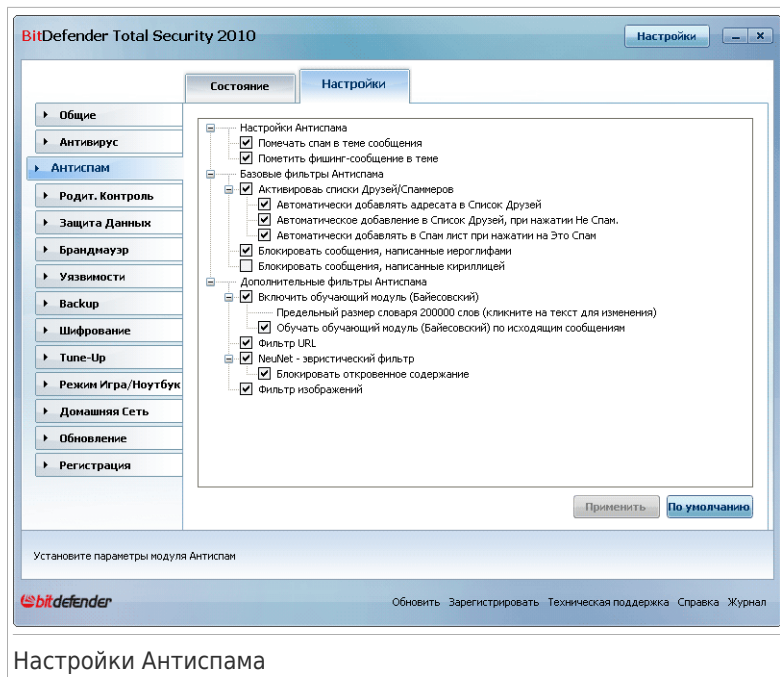 BitDefender Total Security 2010
Настройки
Состояние
Настройки
Общие
Антивирус
Антиспам
Родит. Контроль
Защита Данных
Брандмауэр
Уязвимости
Backup
Шифрование
Tune-Up
Режим Игра/Ноутбук
Домашняя Сеть
Обновление
Регистрация
Настройки Антиспама
Помечать спам в теме сообщения
Пометить фишинг-сообщение в теме
Базовые фильтры Антиспама
Активироваь списки Друзей/Спаммеров
Автоматически добавлять адресата в Список Друзей
Автоматическое добавление в Список Друзей, при нажатии Не Спам.
Автоматически добавлять в Спам лист при нажатии на Это Спам
Блокировать сообщения, написанные иероглифами
Блокировать сообщения, написанные кириллицей
Дополнительные фильтры Антиспама
Включить обучающий модуль (Байесовский)
Предельный размер словаря 200000 слов (кликните на текст для изменения)
Обучать обучающий модуль (Байесовский) по исходящим сообщениям
Фильтр URL
NeuNet - эвристический фильтр
Блокировать откровенное содержание
Фильтр изображений
Применить
По умолчанию
Установите параметры модуля Антиспам
bitdefender
Обновить Зарегистрировать Техническая поддержка Справка Журнал
Настройки Антиспама